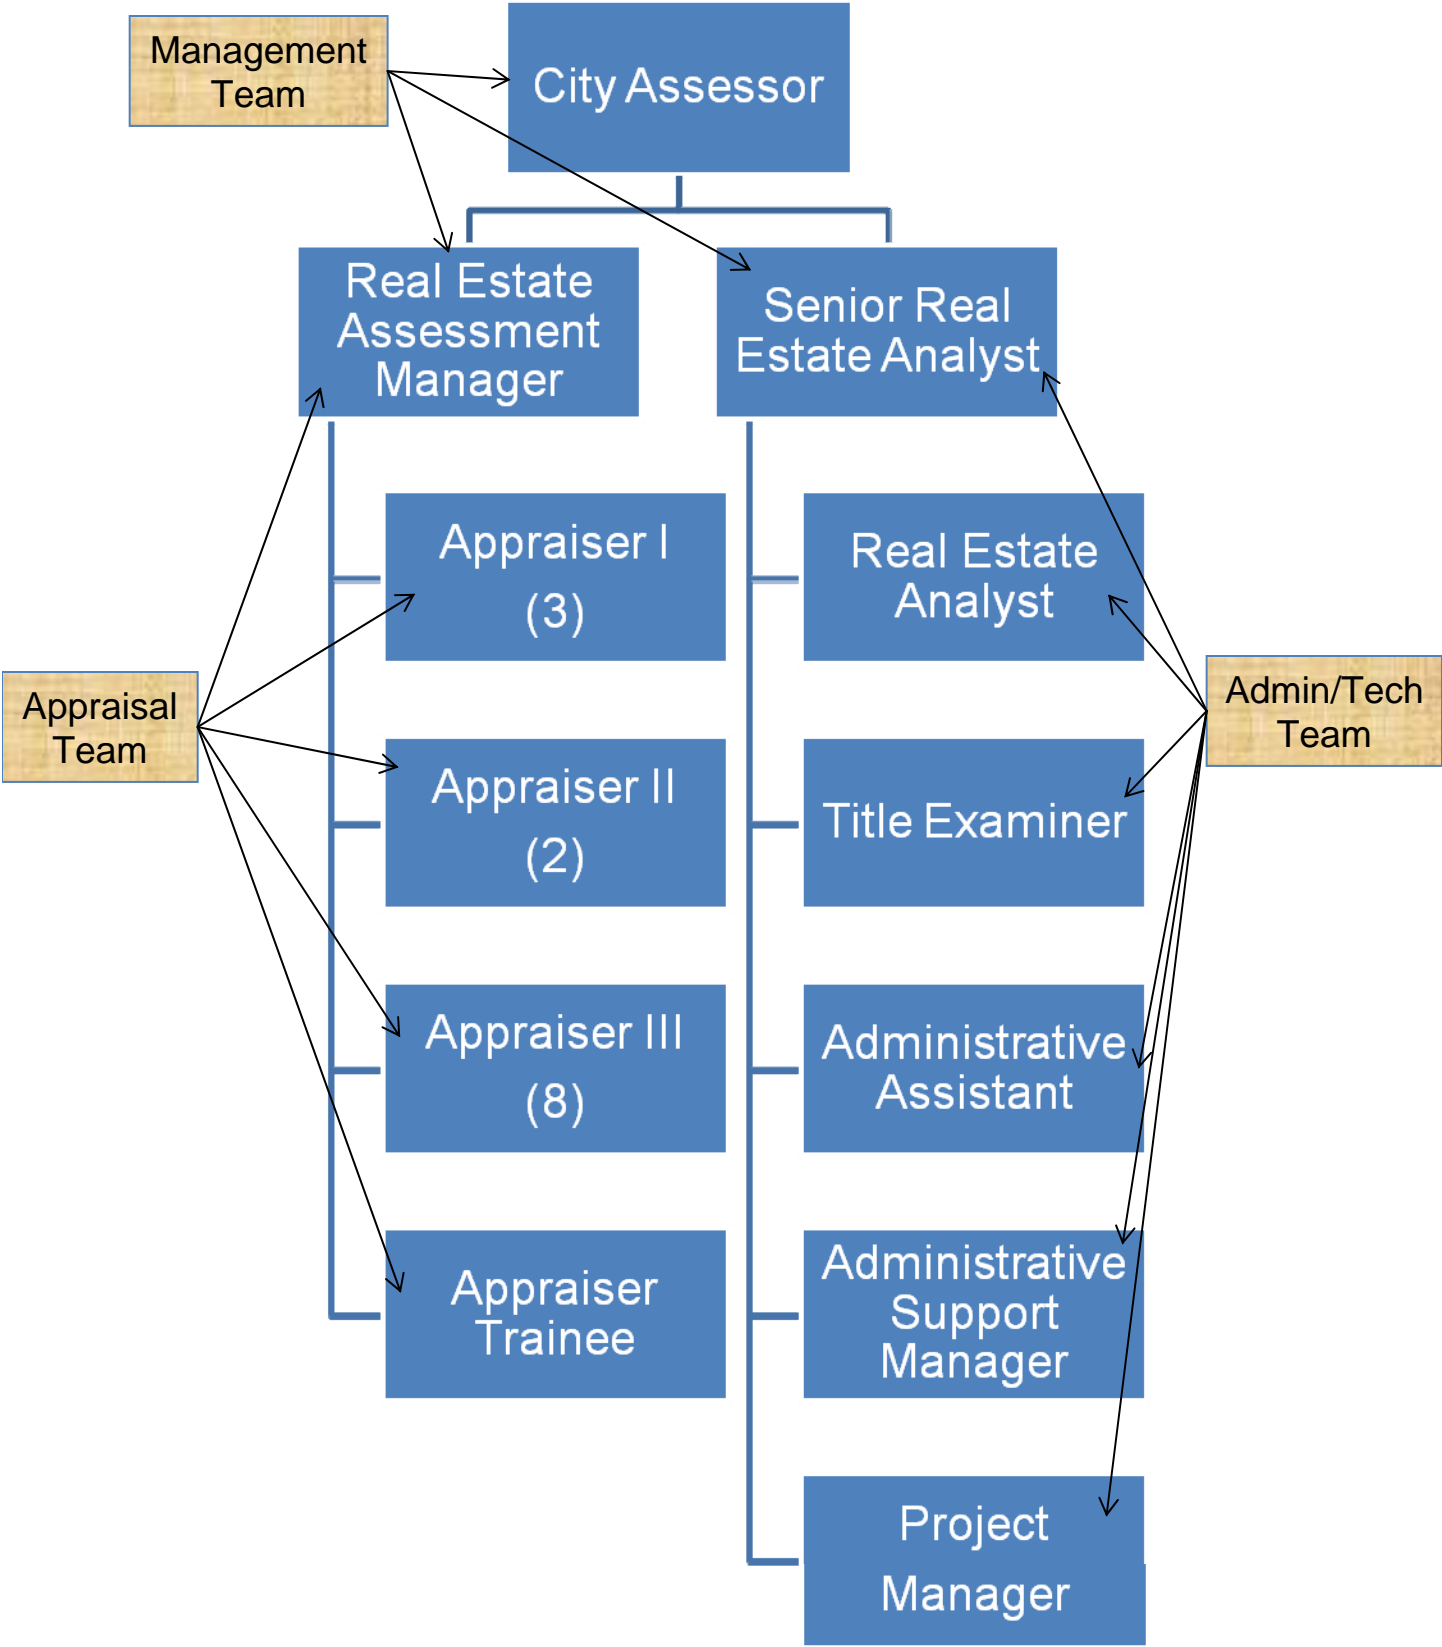 Management
Team
City Assessor
Real Estate
Assessment
Manager
Senior Real
Estate Analyst
Appraiser I
(3)
Real Estate
Analyst
Appraisal
Team
Admin/Tech
Team
Appraiser II
(2)
Title Examiner
Appraiser III
(8)
Administrative
Assistant
Appraiser
Trainee
Administrative
Support
Manager
Project
Manager